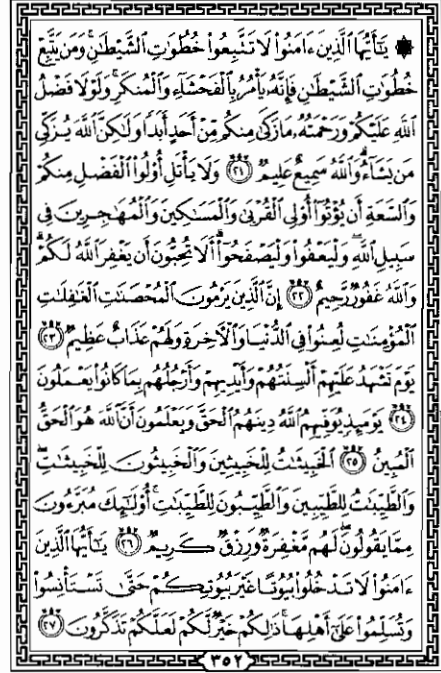 ۞ يَـٰٓأَيُّهَا ٱلَّذِينَ ءَامَنُوا۟ لَا تَتَّبِعُوا۟ خُطُوَٰتِ ٱلشَّيْطَـٰنِ ۚ وَمَن يَتَّبِعْ
خُطُوَٰتِ ٱلشَّيْطَـٰنِ فَإِنَّهُۥ يَأْمُرُ بِٱلْفَحْشَآءِ وَٱلْمُنكَرِ ۚ وَلَوْلَا فَضْلُ
ٱللَّهِ عَلَيْكُمْ وَرَحْمَتُهُۥ مَا زَكَىٰ مِنكُم مِّنْ أَحَدٍ أَبَدًا وَلَـٰكِنَّ ٱللَّهَ يُزَكِّى
مَن يَشَآءُ ۗ وَٱللَّهُ سَمِيعٌ عَلِيمٌ ﴿٢١﴾ وَلَا يَأْتَلِ أُو۟لُوا۟ ٱلْفَضْلِ مِنكُمْ
وَٱلسَّعَةِ أَن يُؤْتُوٓا۟ أُو۟لِى ٱلْقُرْبَىٰ وَٱلْمَسَـٰكِينَ وَٱلْمُهَـٰجِرِينَ فِى
سَبِيلِ ٱللَّهِ ۖ وَلْيَعْفُوا۟ وَلْيَصْفَحُوٓا۟ ۗ أَلَا تُحِبُّونَ أَن يَغْفِرَ ٱللَّهُ لَكُمْ ۗ
وَٱللَّهُ غَفُورٌ رَّحِيمٌ ﴿٢٢﴾ إِنَّ ٱلَّذِينَ يَرْمُونَ ٱلْمُحْصَنَـٰتِ ٱلْغَـٰفِلَـٰتِ
ٱلْمُؤْمِنَـٰتِ لُعِنُوا۟ فِى ٱلدُّنْيَا وَٱلْـَٔاخِرَةِ وَلَهُمْ عَذَابٌ عَظِيمٌ ﴿٢٣﴾
يَوْمَ تَشْهَدُ عَلَيْهِمْ أَلْسِنَتُهُمْ وَأَيْدِيهِمْ وَأَرْجُلُهُم بِمَا كَانُوا۟ يَعْمَلُونَ
﴿٢٤﴾ يَوْمَئِذٍ يُوَفِّيهِمُ ٱللَّهُ دِينَهُمُ ٱلْحَقَّ وَيَعْلَمُونَ أَنَّ ٱللَّهَ هُوَ ٱلْحَقُّ
ٱلْمُبِينُ ﴿٢٥﴾ ٱلْخَبِيثَـٰتُ لِلْخَبِيثِينَ وَٱلْخَبِيثُونَ لِلْخَبِيثَـٰتِ ۖ
وَٱلطَّيِّبَـٰتُ لِلطَّيِّبِينَ وَٱلطَّيِّبُونَ لِلطَّيِّبَـٰتِ ۚ أُو۟لَـٰٓئِكَ مُبَرَّءُونَ
مِمَّا يَقُولُونَ ۖ لَهُم مَّغْفِرَةٌ وَرِزْقٌ كَرِيمٌ ﴿٢٦﴾ يَـٰٓأَيُّهَا ٱلَّذِينَ
ءَامَنُوا۟ لَا تَدْخُلُوا۟ بُيُوتًا غَيْرَ بُيُوتِكُمْ حَتَّىٰ تَسْتَأْنِسُوا۟
وَتُسَلِّمُوا۟ عَلَىٰٓ أَهْلِهَا ۚ ذَٰلِكُمْ خَيْرٌ لَّكُمْ لَعَلَّكُمْ تَذَكَّرُونَ ﴿٢٧﴾
٣٥٢